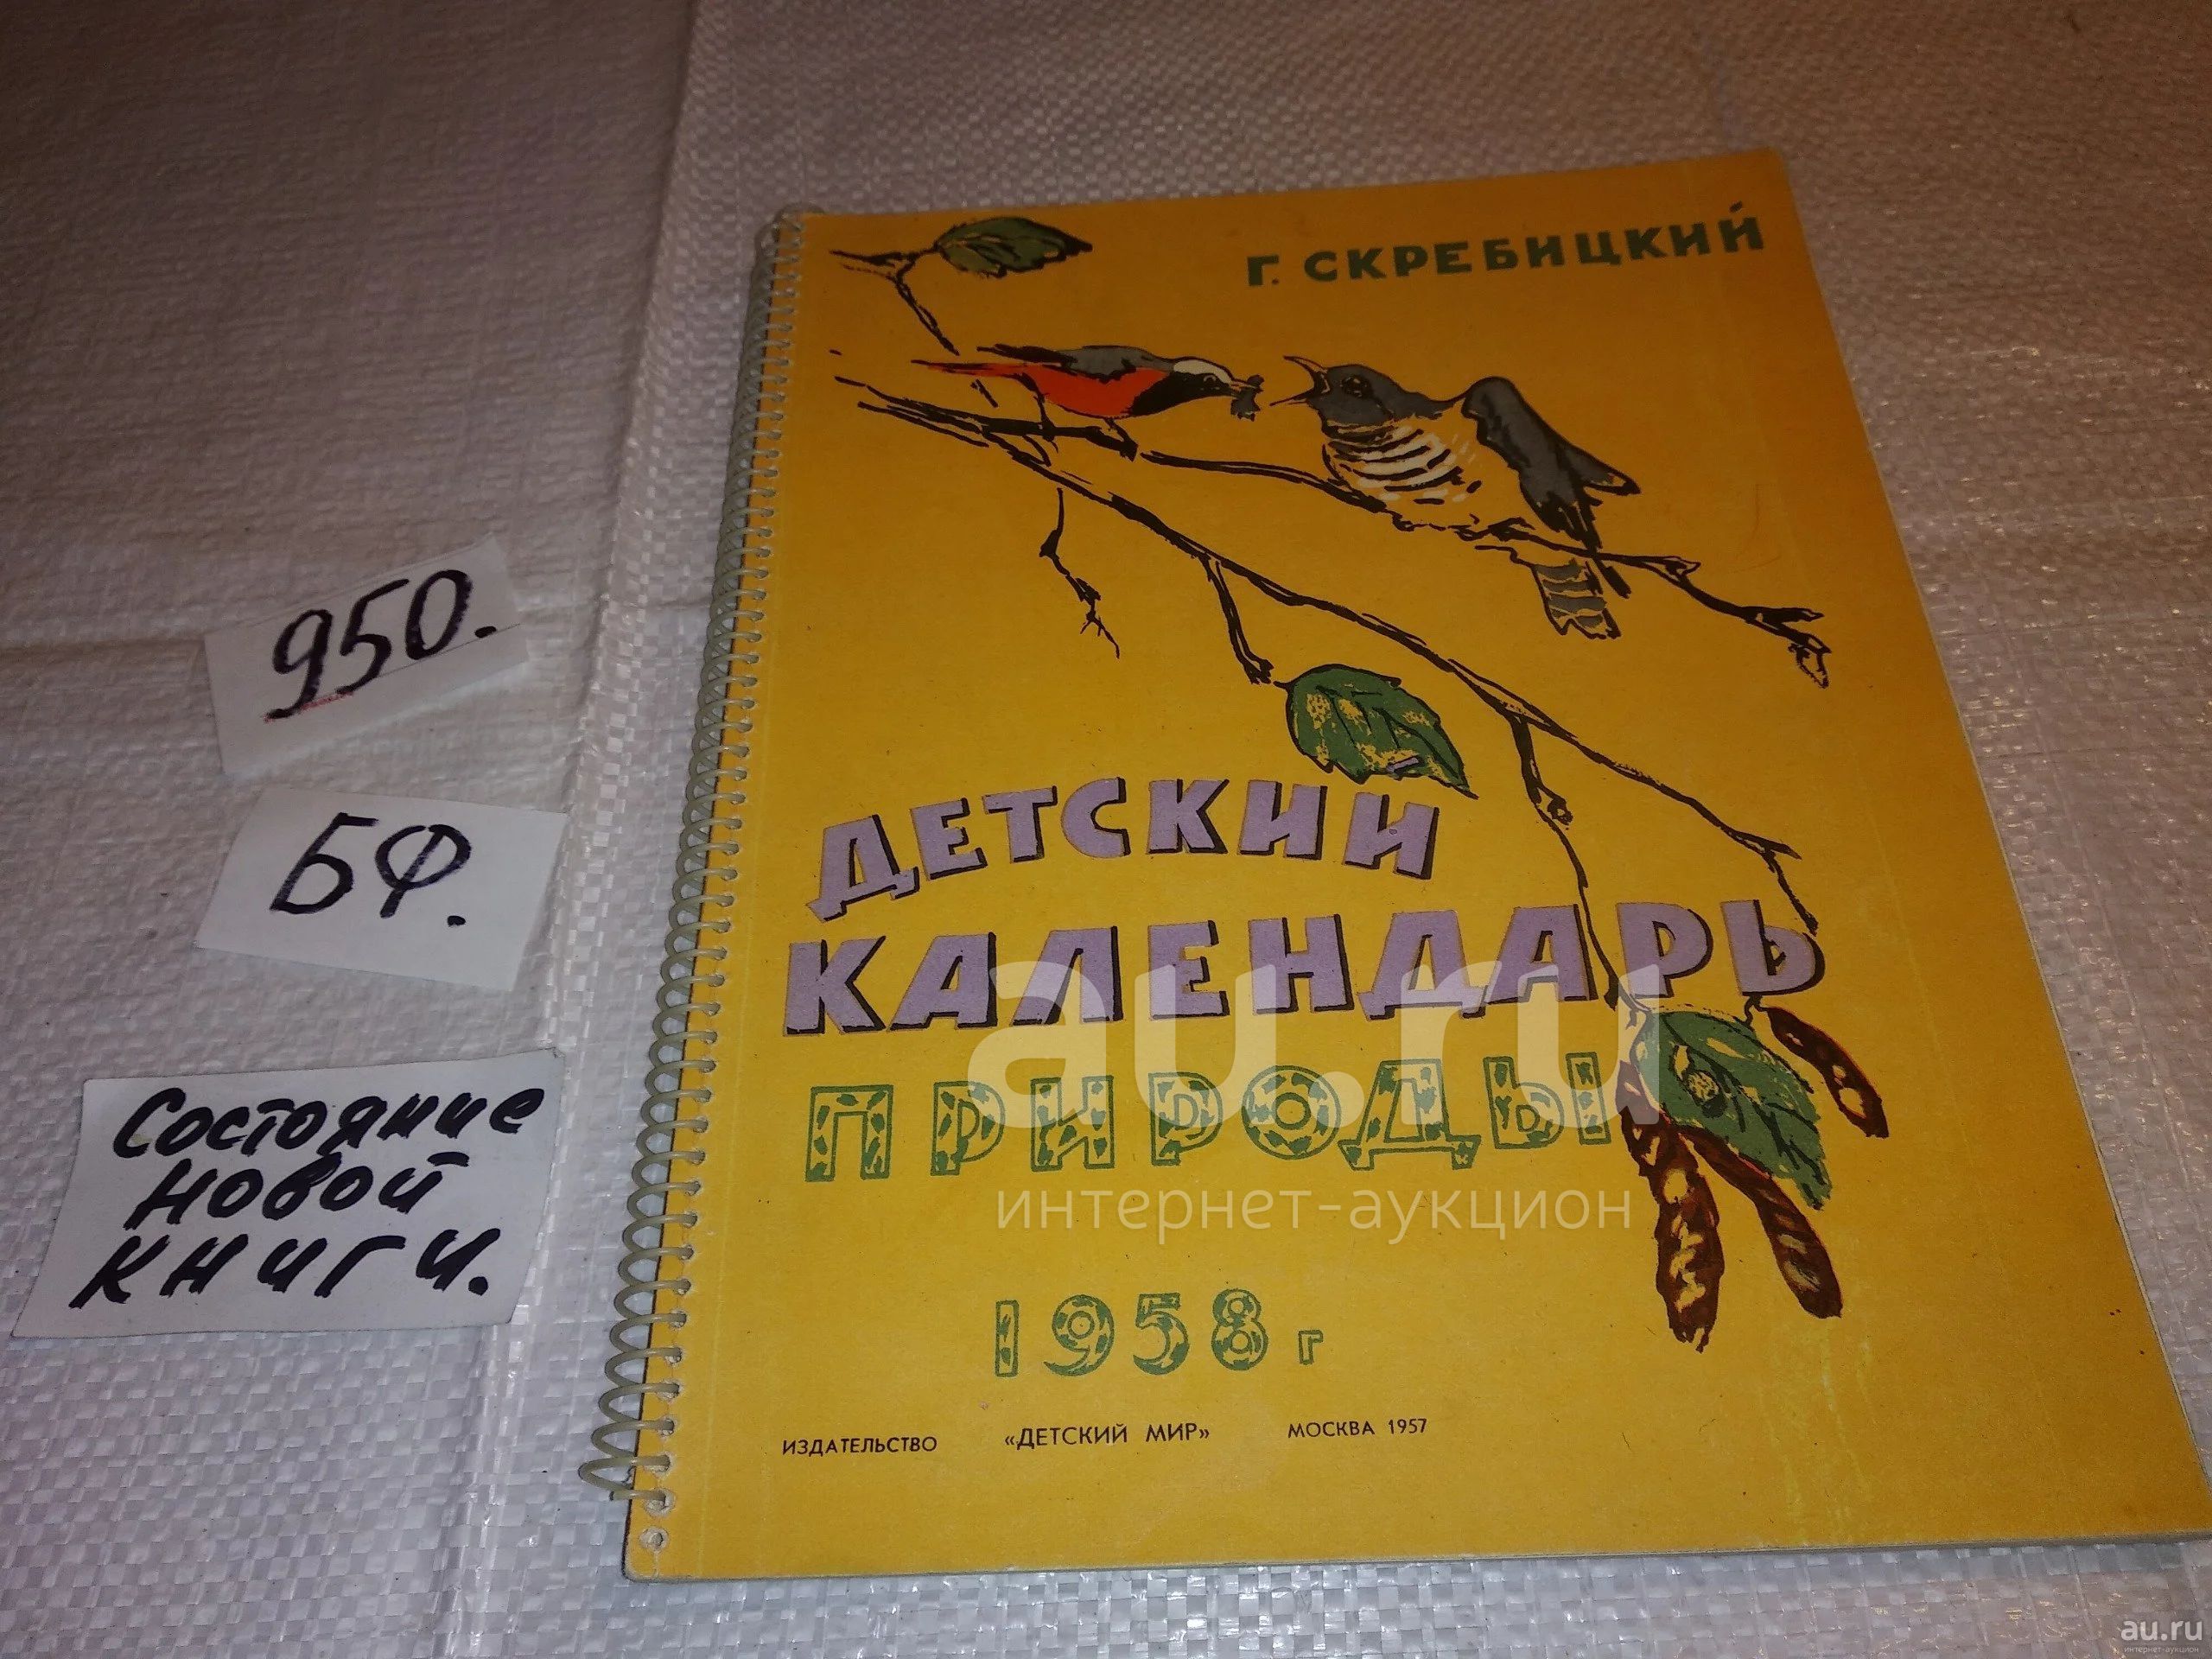 950.
БФ.
Состояние
новой
книги.
Г. СКРЕБИЦКИЙ
ДЕТСКИЙ
КАЛЕНДАРЬ
ПРИРОДЫ
1958 г
ИЗДАТЕЛЬСТВО «ДЕТСКИЙ МИР» МОСКВА 1957
au.ru
интернет-аукцион
au.ru
интернет-аукцион